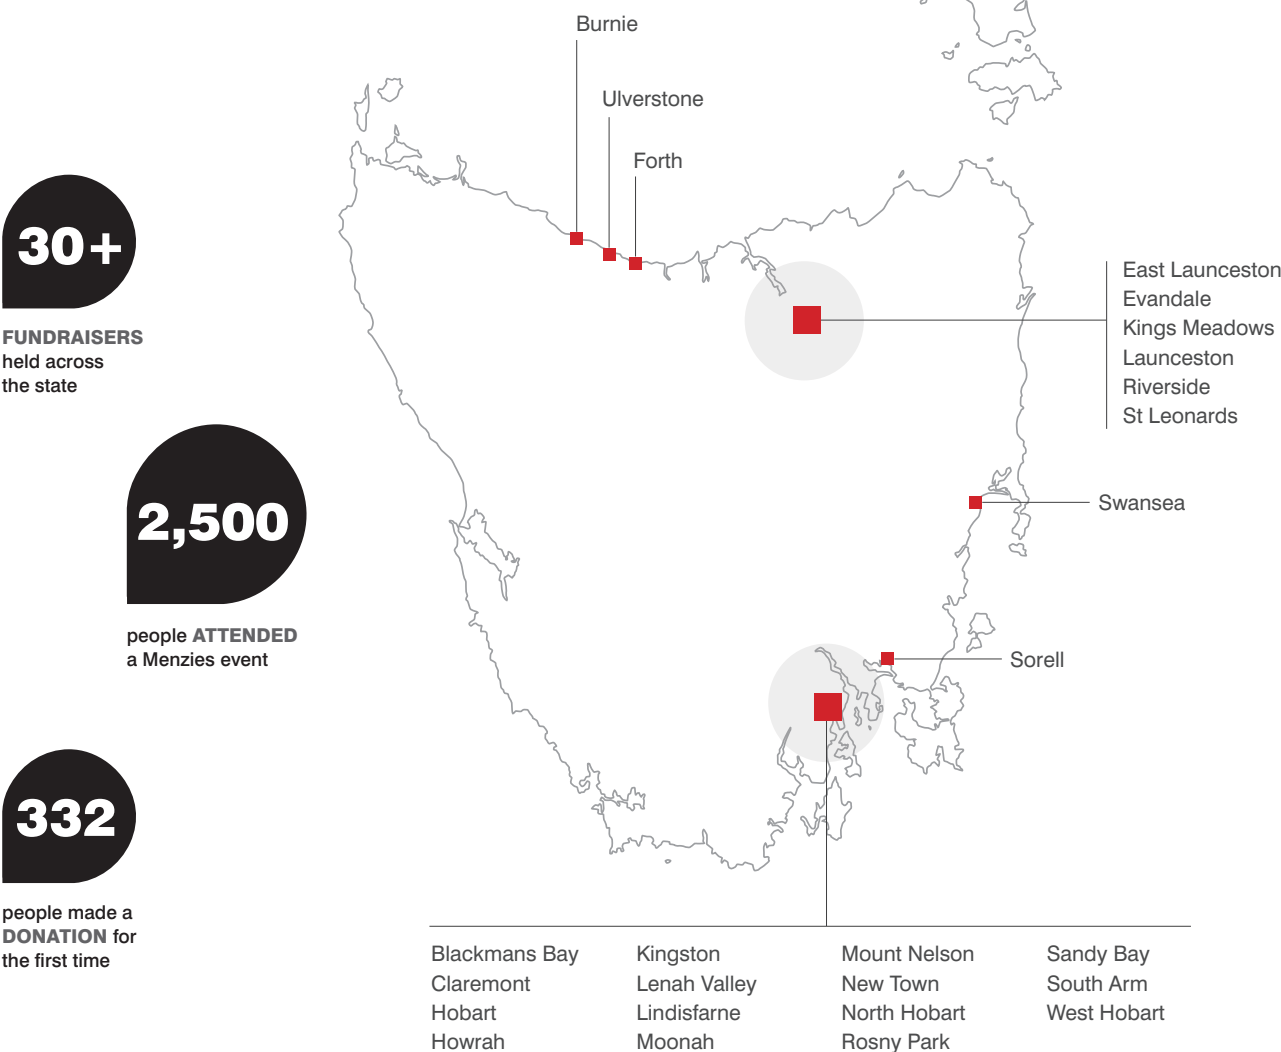 Burnie
Ulverstone
Forth
30+
FUNDRAISERS
held across
the state
East Launceston
Evandale
Kings Meadows
Launceston
Riverside
St Leonards
2,500
people ATTENDED
a Menzies event
Swansea
Sorell
332
people made a
DONATION for
the first time
Blackmans Bay
Claremont
Hobart
Howrah
Kingston
Lenah Valley
Lindisfarne
Moonah
Mount Nelson
New Town
North Hobart
Rosny Park
Sandy Bay
South Arm
West Hobart